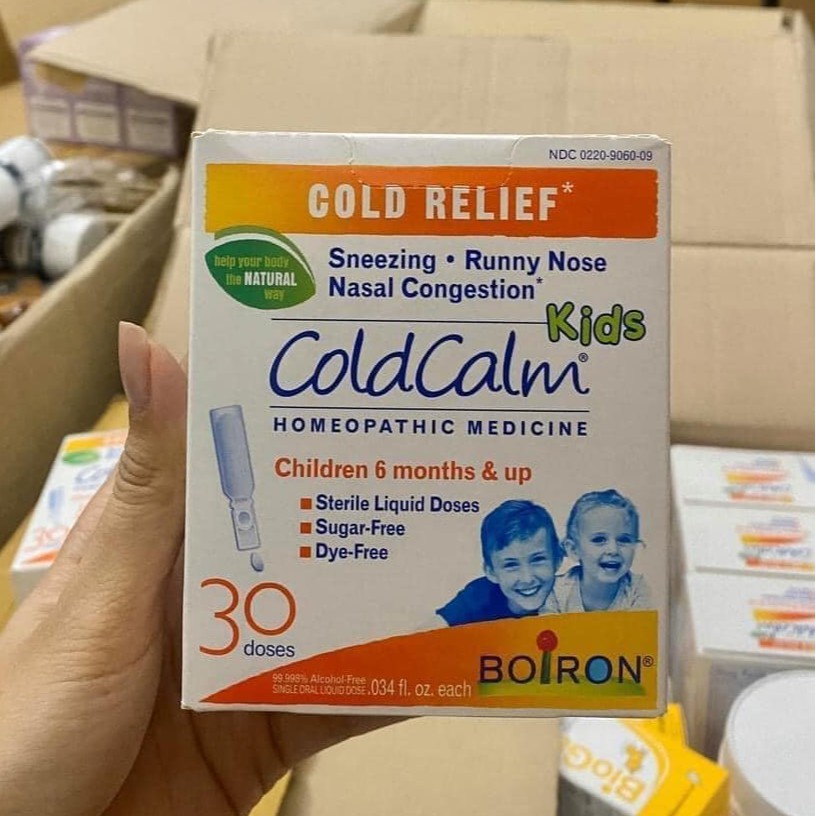 NDC 0220-9060-09
COLD RELIEF*
help your body
the NATURAL
way
Sneezing • Runny Nose
Nasal Congestion*
Kids
ColdCalm®
HOMEOPATHIC MEDICINE
Children 6 months & up
Sterile Liquid Doses
Sugar-Free
Dye-Free
30
doses
99.998% Alcohol-Free
SINGLE ORAL LIQUID DOSE .034 fl. oz. each
BOIRON®
30